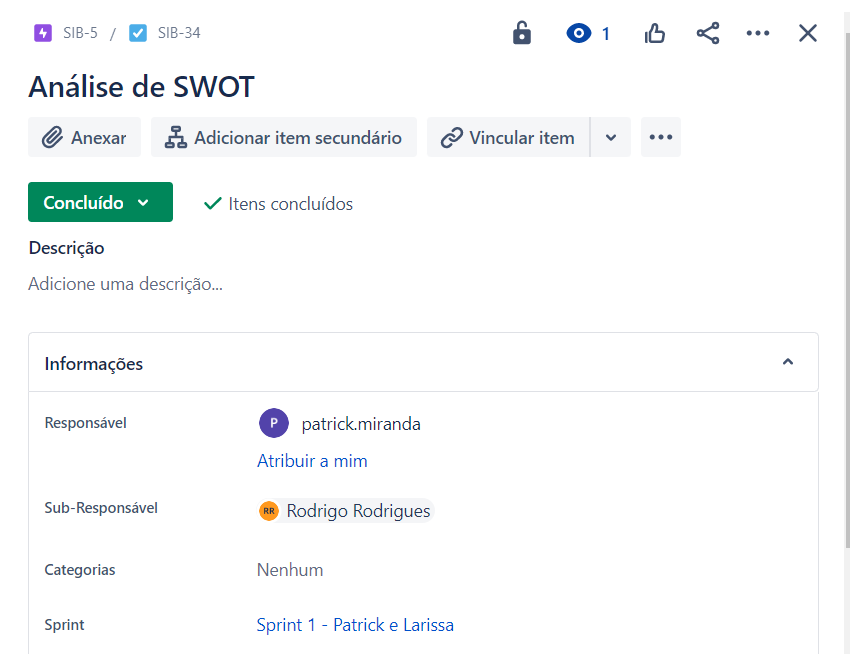 SIB-5 / SIB-34 1
Análise de SWOT
Anexar Adicionar item secundário Vincular item
Concluído Itens concluídos
Descrição
Adicione uma descrição...
Informações
Responsável P patrick.miranda
Atribuir a mim
Sub-Responsável RR Rodrigo Rodrigues
Categorias Nenhum
Sprint Sprint 1 - Patrick e Larissa